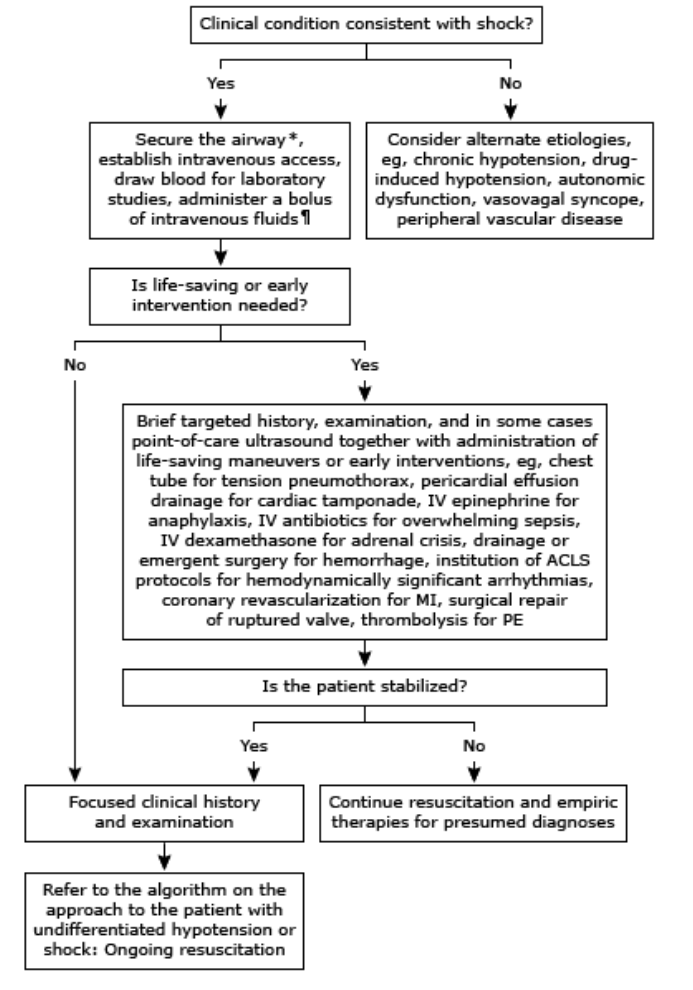 Clinical condition consistent with shock?
Yes
No
Secure the airway*,
establish intravenous access,
draw blood for laboratory
studies, administer a bolus
of intravenous fluids¶
Consider alternate etiologies,
eg, chronic hypotension, drug-
induced hypotension, autonomic
dysfunction, vasovagal syncope,
peripheral vascular disease
Is life-saving or early
intervention needed?
No
Yes
Brief targeted history, examination, and in some cases
point-of-care ultrasound together with administration of
life-saving maneuvers or early interventions, eg, chest
tube for tension pneumothorax, pericardial effusion
drainage for cardiac tamponade, IV epinephrine for
anaphylaxis, IV antibiotics for overwhelming sepsis,
IV dexamethasone for adrenal crisis, drainage or
emergent surgery for hemorrhage, institution of ACLS
protocols for hemodynamically significant arrhythmias,
coronary revascularization for MI, surgical repair
of ruptured valve, thrombolysis for PE
Is the patient stabilized?
Yes
No
Focused clinical history
and examination
Continue resuscitation and empiric
therapies for presumed diagnoses
Refer to the algorithm on the
approach to the patient with
undifferentiated hypotension or
shock: Ongoing resuscitation